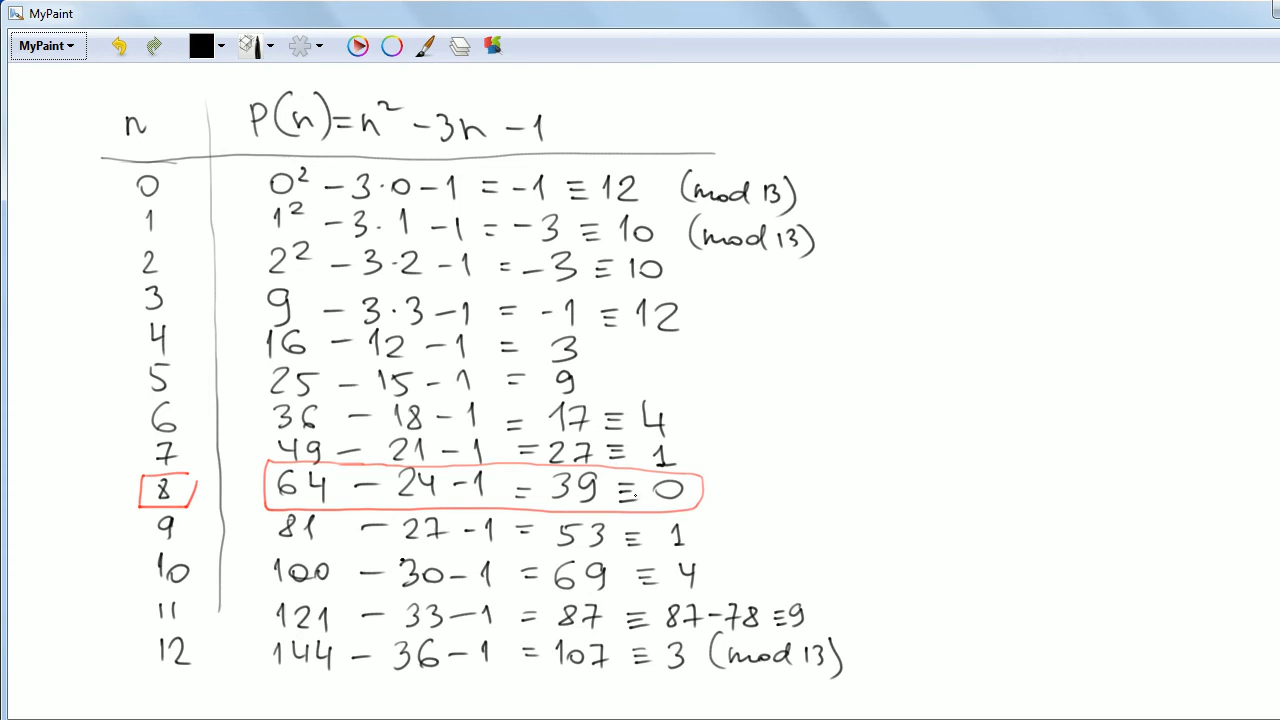 MyPaint
MyPaint
n P(n)=n² -3n -1
0 0² - 3·0 - 1 = -1 ≡ 12 (mod 13)
1 1² - 3·1 - 1 = -3 ≡ 10 (mod 13)
2 2² - 3·2 - 1 = -3 ≡ 10
3 9 - 3·3 - 1 = -1 ≡ 12
4 16 - 12 - 1 = 3
5 25 - 15 - 1 = 9
6 36 - 18 - 1 = 17 ≡ 4
7 49 - 21 - 1 = 27 ≡ 1
8 64 - 24 - 1 = 39 ≡ 0
9 81 - 27 - 1 = 53 ≡ 1
10 100 - 30 - 1 = 69 ≡ 4
11 121 - 33 - 1 = 87 ≡ 87-78 ≡ 9
12 144 - 36 - 1 = 107 ≡ 3 (mod 13)